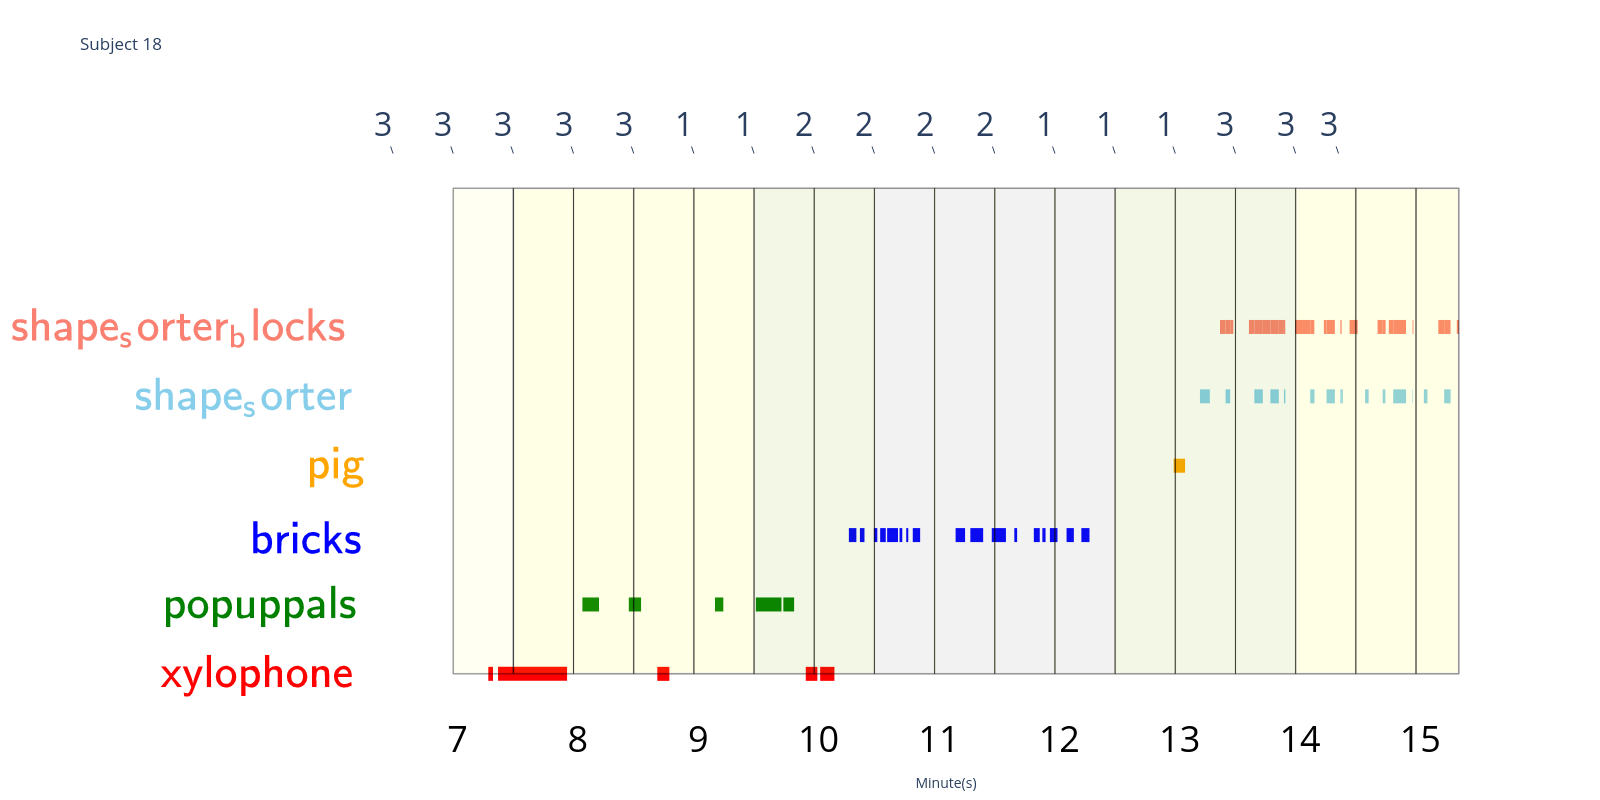 Subject 18
3 3 3 3 3 1 1 2 2 2 2 1 1 1 3 3 3
shapesorterblocks
shapesorter
pig
bricks
popuppals
xylophone
7 8 9 10 11 12 13 14 15
Minute(s)